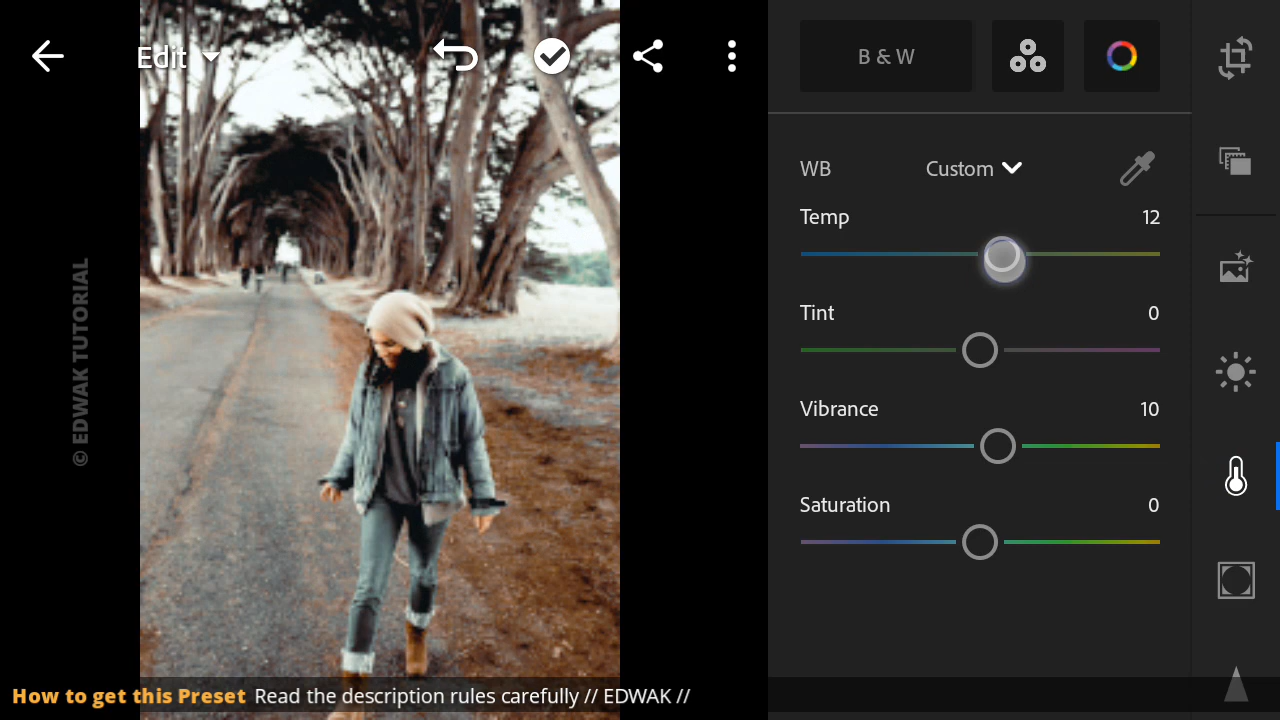 Edit
B & W
WB Custom
Temp 12
Tint 0
Vibrance 10
Saturation 0
© EDWAK TUTORIAL
How to get this Preset Read the description rules carefully // EDWAK //